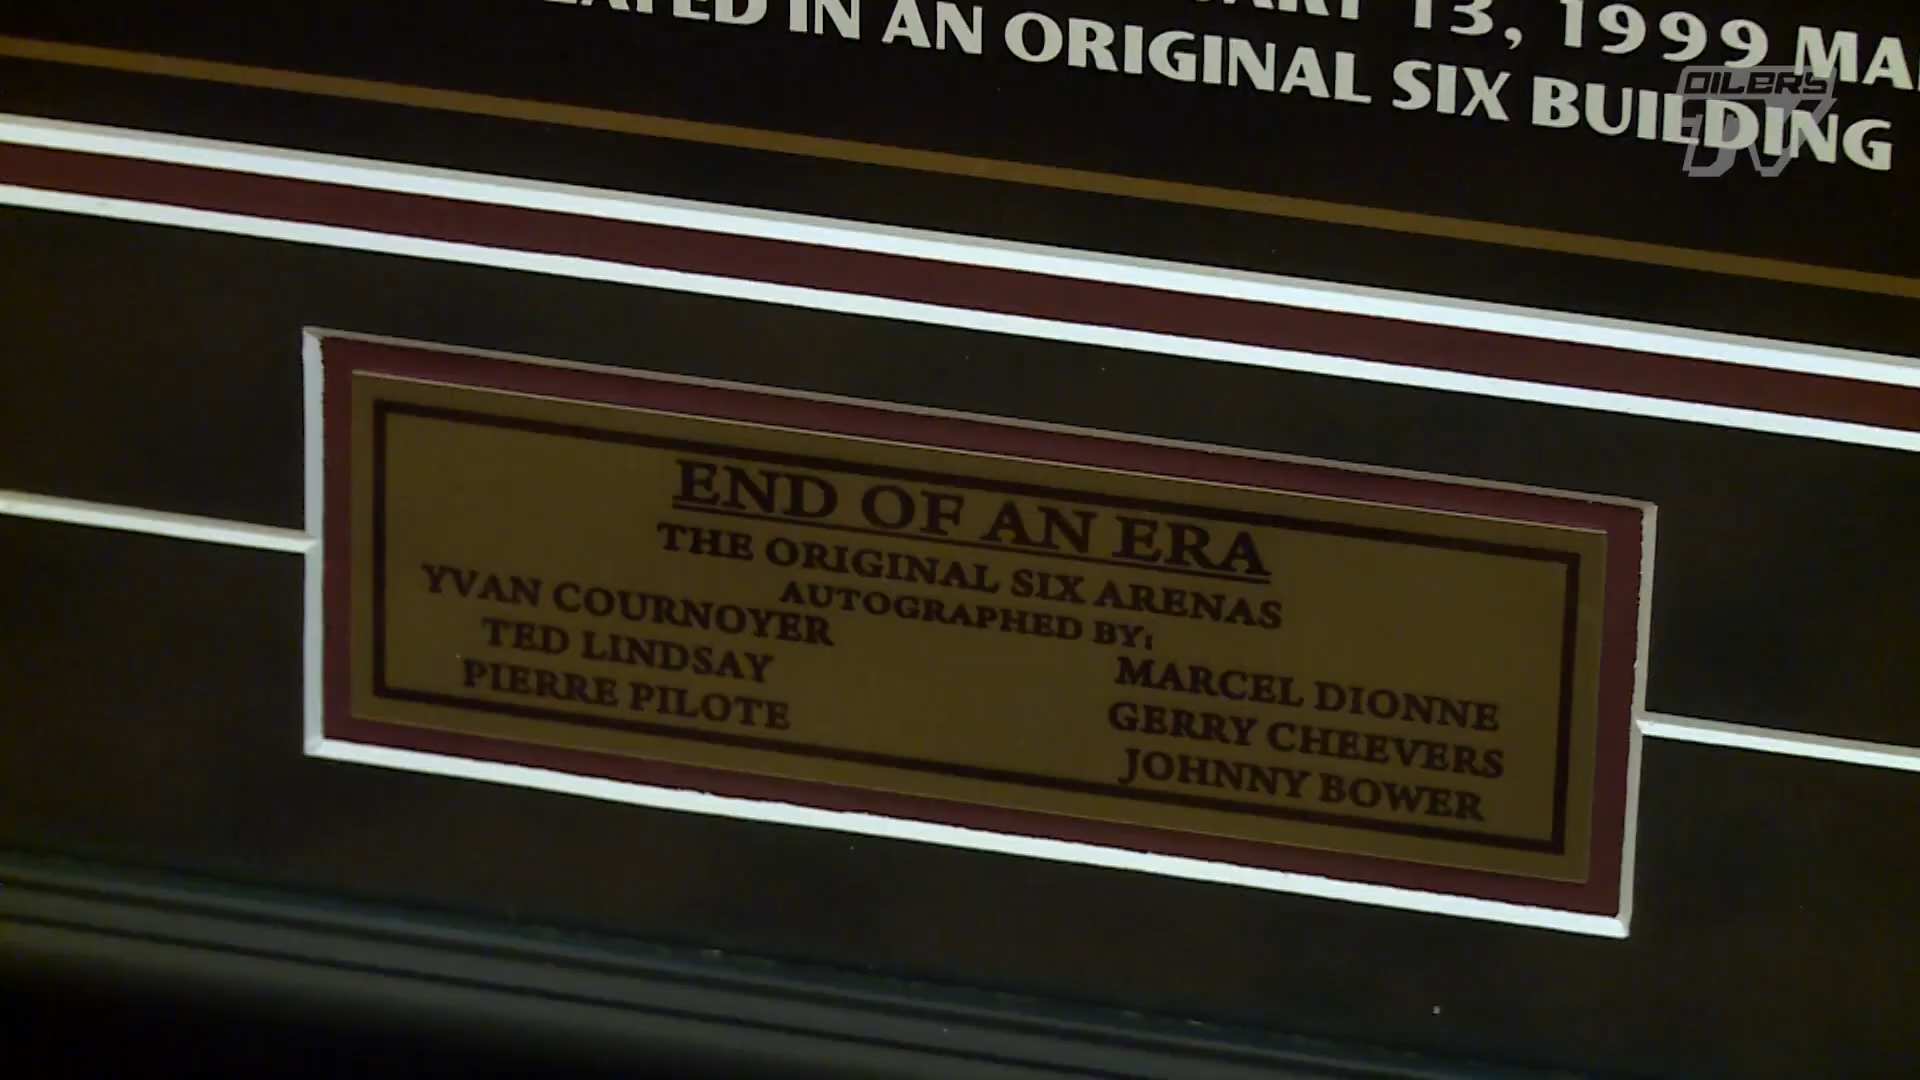 13, 1999
IN AN ORIGINAL SIX BUILDING
OILERS
TV
END OF AN ERA
THE ORIGINAL SIX ARENAS
AUTOGRAPHED BY:
YVAN COURNOYER
TED LINDSAY
PIERRE PILOTE
MARCEL DIONNE
GERRY CHEEVERS
JOHNNY BOWER